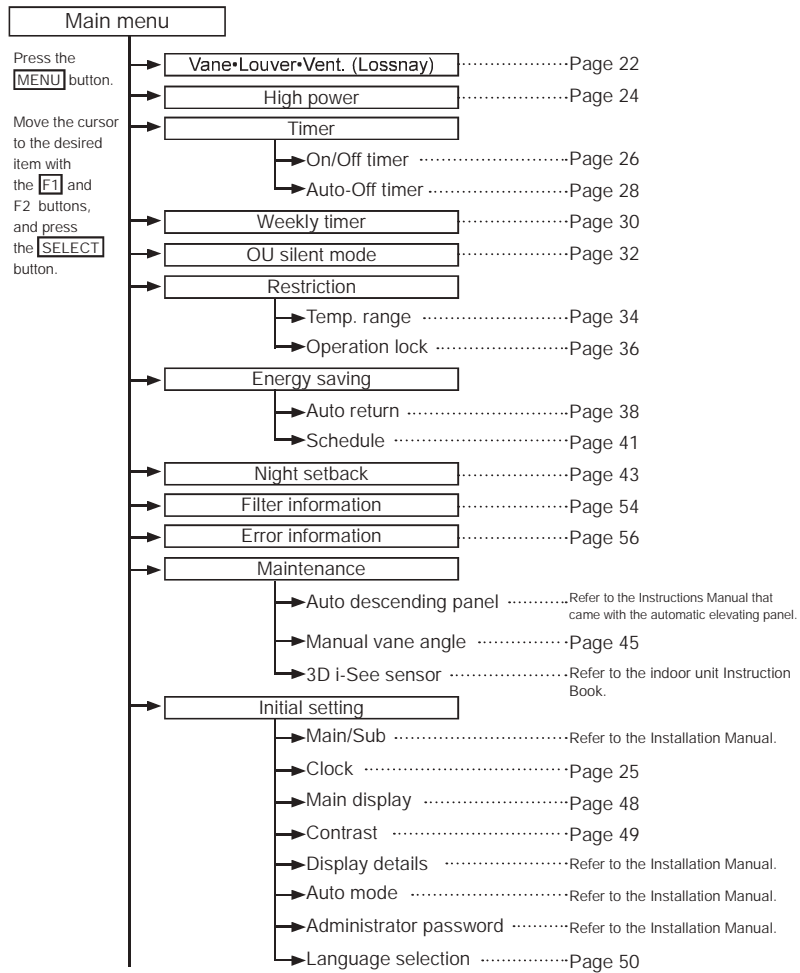 Main menu
Press the
MENU button.
Move the cursor
to the desired
item with
the F1 and
F2 buttons,
and press
the SELECT
button.
Vane•Louver•Vent. (Lossnay) Page 22
High power Page 24
Timer
On/Off timer Page 26
Auto-Off timer Page 28
Weekly timer Page 30
OU silent mode Page 32
Restriction
Temp. range Page 34
Operation lock Page 36
Energy saving
Auto return Page 38
Schedule Page 41
Night setback Page 43
Filter information Page 54
Error information Page 56
Maintenance
Auto descending panel Refer to the Instructions Manual that
came with the automatic elevating panel.
Manual vane angle Page 45
3D i-See sensor Refer to the indoor unit Instruction
Book.
Initial setting
Main/Sub Refer to the Installation Manual.
Clock Page 25
Main display Page 48
Contrast Page 49
Display details Refer to the Installation Manual.
Auto mode Refer to the Installation Manual.
Administrator password Refer to the Installation Manual.
Language selection Page 50